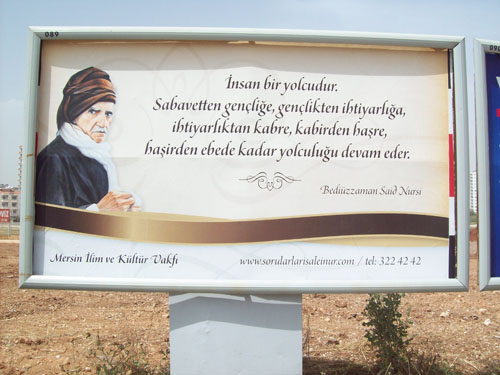 089
İnsan bir yolcudur.
Sabavetten gençliğe, gençlikten ihtiyarlığa,
ihtiyarlıktan kabre, kabirden haşre,
haşirden ebede kadar yolculuğu devam eder.
Bediüzzaman Said Nursi
Mersin İlim ve Kültür Vakfı
www.sorularlarisaleinur.com / tel: 322 42 42